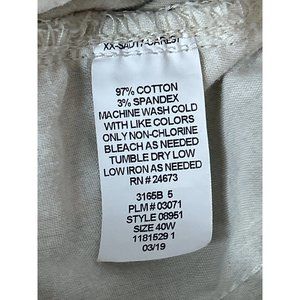 97% COTTON
3% SPANDEX
MACHINE WASH COLD
WITH LIKE COLORS
ONLY NON-CHLORINE
BLEACH AS NEEDED
TUMBLE DRY LOW
LOW IRON AS NEEDED
RN # 24673
3165B 5
PLM # 03071
STYLE 08951
SIZE 40W
1181529 1
03/19